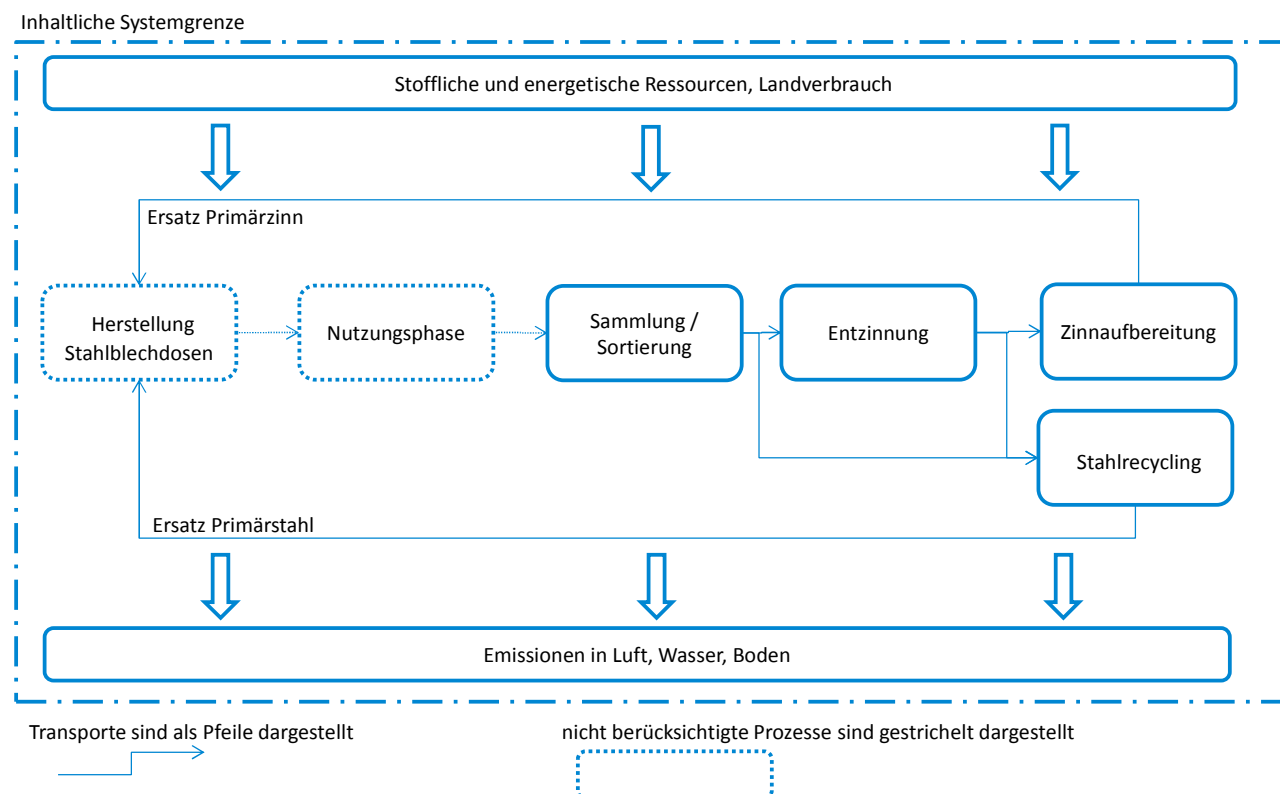 Inhaltliche Systemgrenze
Stoffliche und energetische Ressourcen, Landverbrauch
Ersatz Primärzinn
Herstellung
Stahlblechdosen
Nutzungsphase
Sammlung /
Sortierung
Entzinnung
Zinnaufbereitung
Stahlrecycling
Ersatz Primärstahl
Emissionen in Luft, Wasser, Boden
Transporte sind als Pfeile dargestellt
nicht berücksichtigte Prozesse sind gestrichelt dargestellt